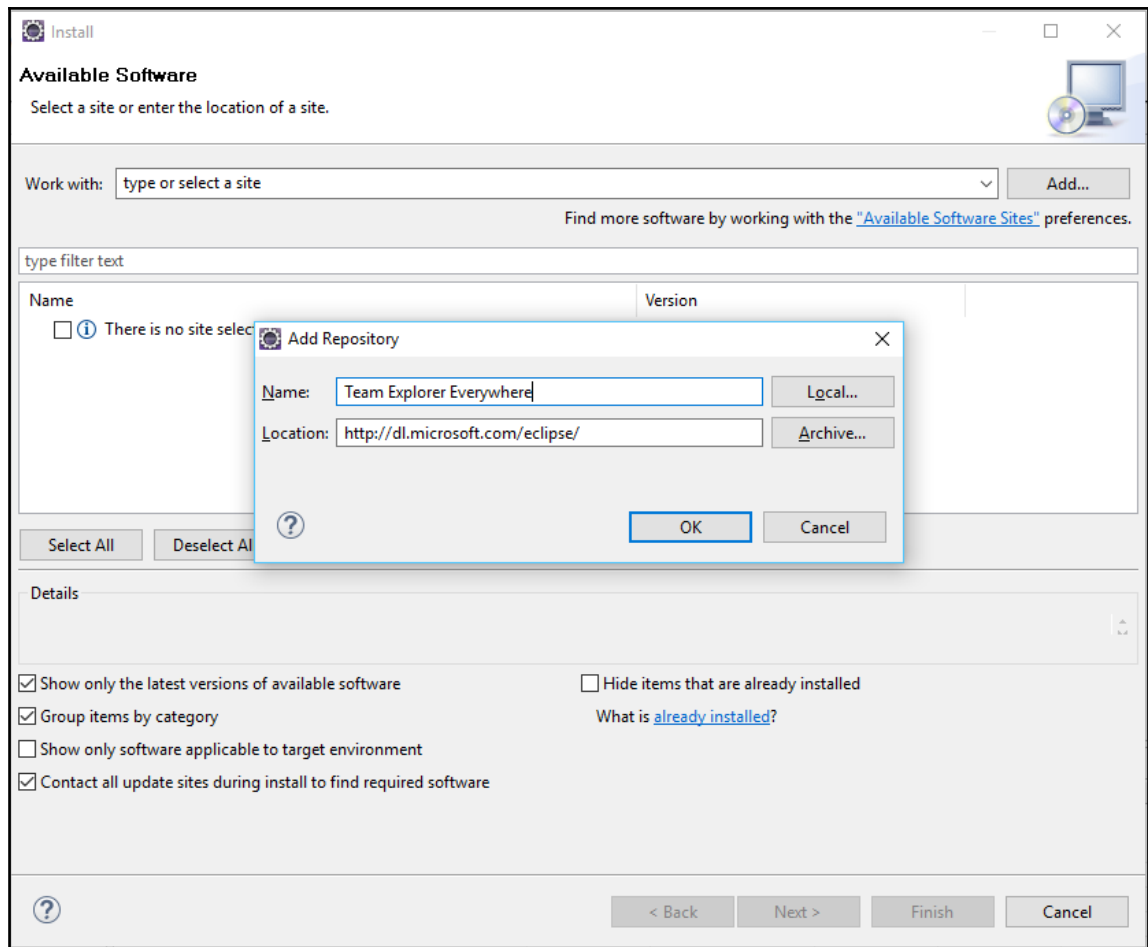 Install
Available Software
Select a site or enter the location of a site.
Work with: type or select a site Add...
Find more software by working with the "Available Software Sites" preferences.
type filter text
Name Version
There is no site selec
Add Repository
Name: Team Explorer Everywhere Local...
Location: http://dl.microsoft.com/eclipse/ Archive...
OK Cancel
Select All Deselect Al
Details
Show only the latest versions of available software Hide items that are already installed
Group items by category What is already installed?
Show only software applicable to target environment
Contact all update sites during install to find required software
< Back Next > Finish Cancel